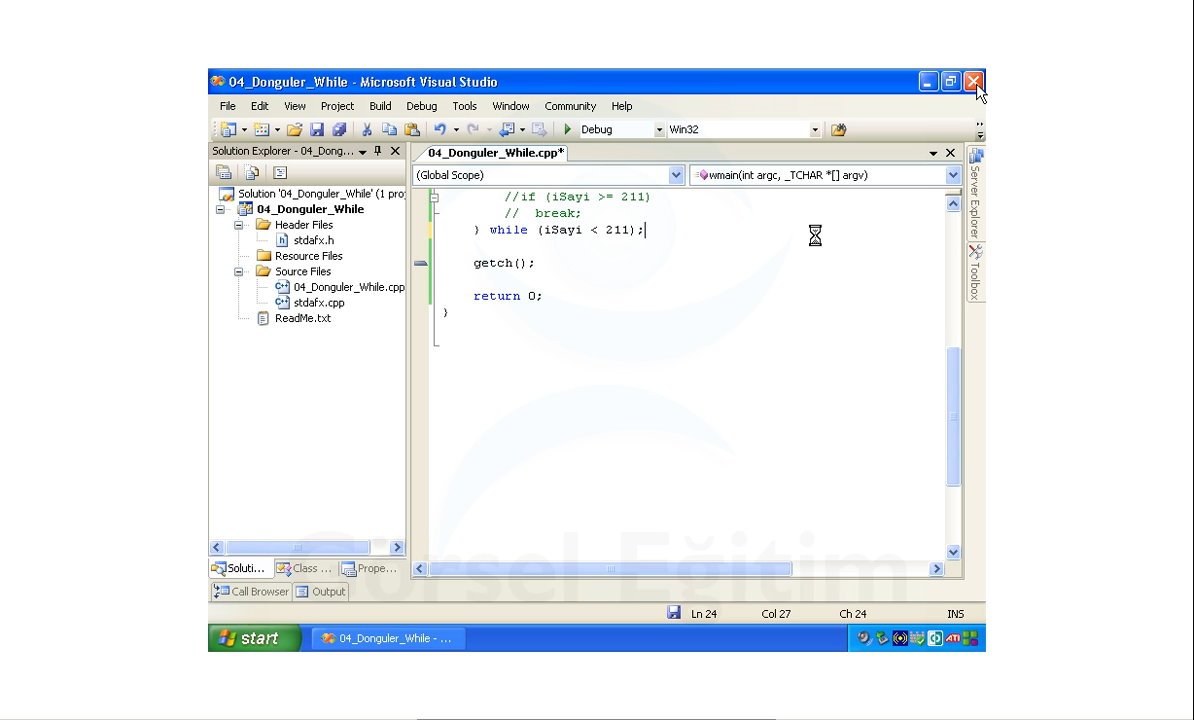 04_Donguler_While - Microsoft Visual Studio
File Edit View Project Build Debug Tools Window Community Help
Debug Win32
Solution Explorer - 04_Dong...
04_Donguler_While.cpp*
(Global Scope)
wmain(int argc, _TCHAR *[] argv)
Solution '04_Donguler_While' (1 pro
04_Donguler_While
Header Files
stdafx.h
Resource Files
Source Files
04_Donguler_While.cpp
stdafx.cpp
ReadMe.txt
//if (iSayi >= 211)
// break;
} while (iSayi < 211);
getch();
return 0;
}
Server Explorer
Toolbox
Gürsel Eğitim
Soluti... Class ... Prope...
Call Browser Output
Ln 24 Col 27 Ch 24 INS
start 04_Donguler_While - ... ATI